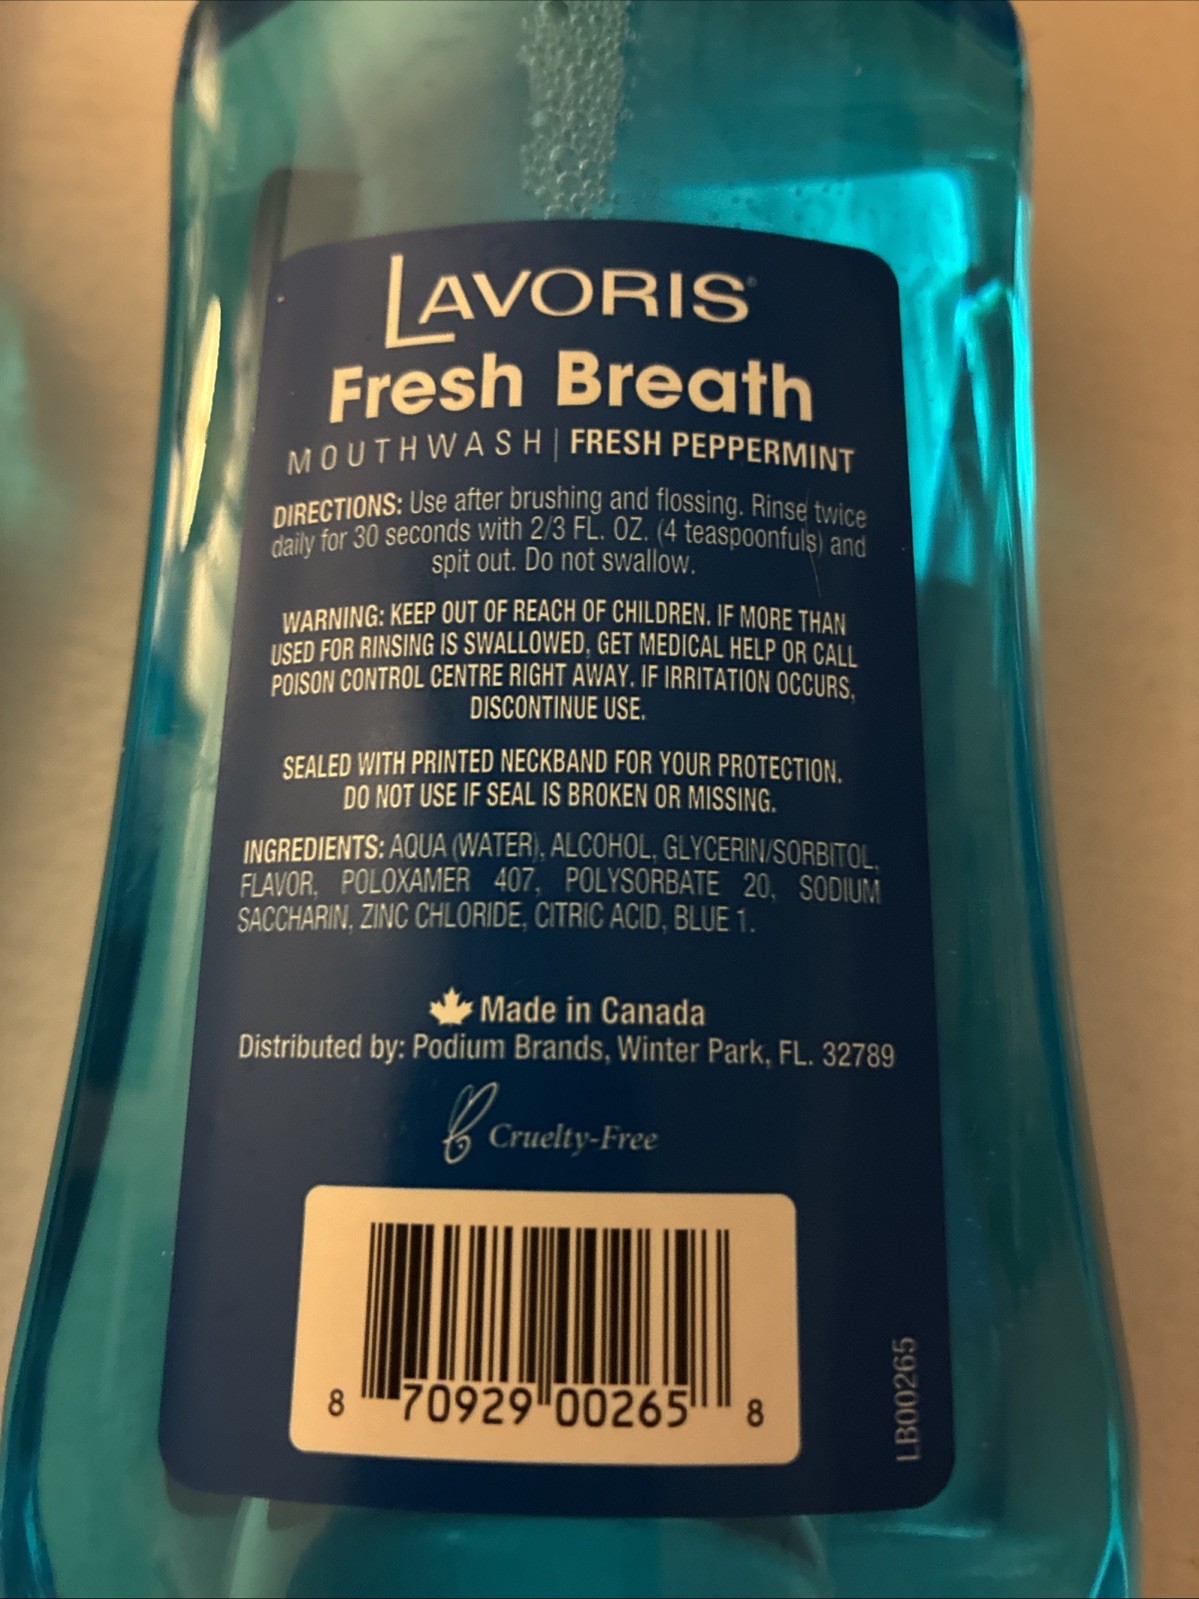 LAVORIS®
Fresh Breath
MOUTHWASH | FRESH PEPPERMINT
DIRECTIONS: Use after brushing and flossing. Rinse twice
daily for 30 seconds with 2/3 FL. OZ. (4 teaspoonfuls) and
spit out. Do not swallow.
WARNING: KEEP OUT OF REACH OF CHILDREN. IF MORE THAN
USED FOR RINSING IS SWALLOWED, GET MEDICAL HELP OR CALL
POISON CONTROL CENTRE RIGHT AWAY. IF IRRITATION OCCURS,
DISCONTINUE USE.
SEALED WITH PRINTED NECKBAND FOR YOUR PROTECTION.
DO NOT USE IF SEAL IS BROKEN OR MISSING.
INGREDIENTS: AQUA (WATER), ALCOHOL, GLYCERIN/SORBITOL,
FLAVOR, POLOXAMER 407, POLYSORBATE 20, SODIUM
SACCHARIN, ZINC CHLORIDE, CITRIC ACID, BLUE 1.
Made in Canada
Distributed by: Podium Brands, Winter Park, FL. 32789
Cruelty-Free
8 70929 00265 8
LB00265